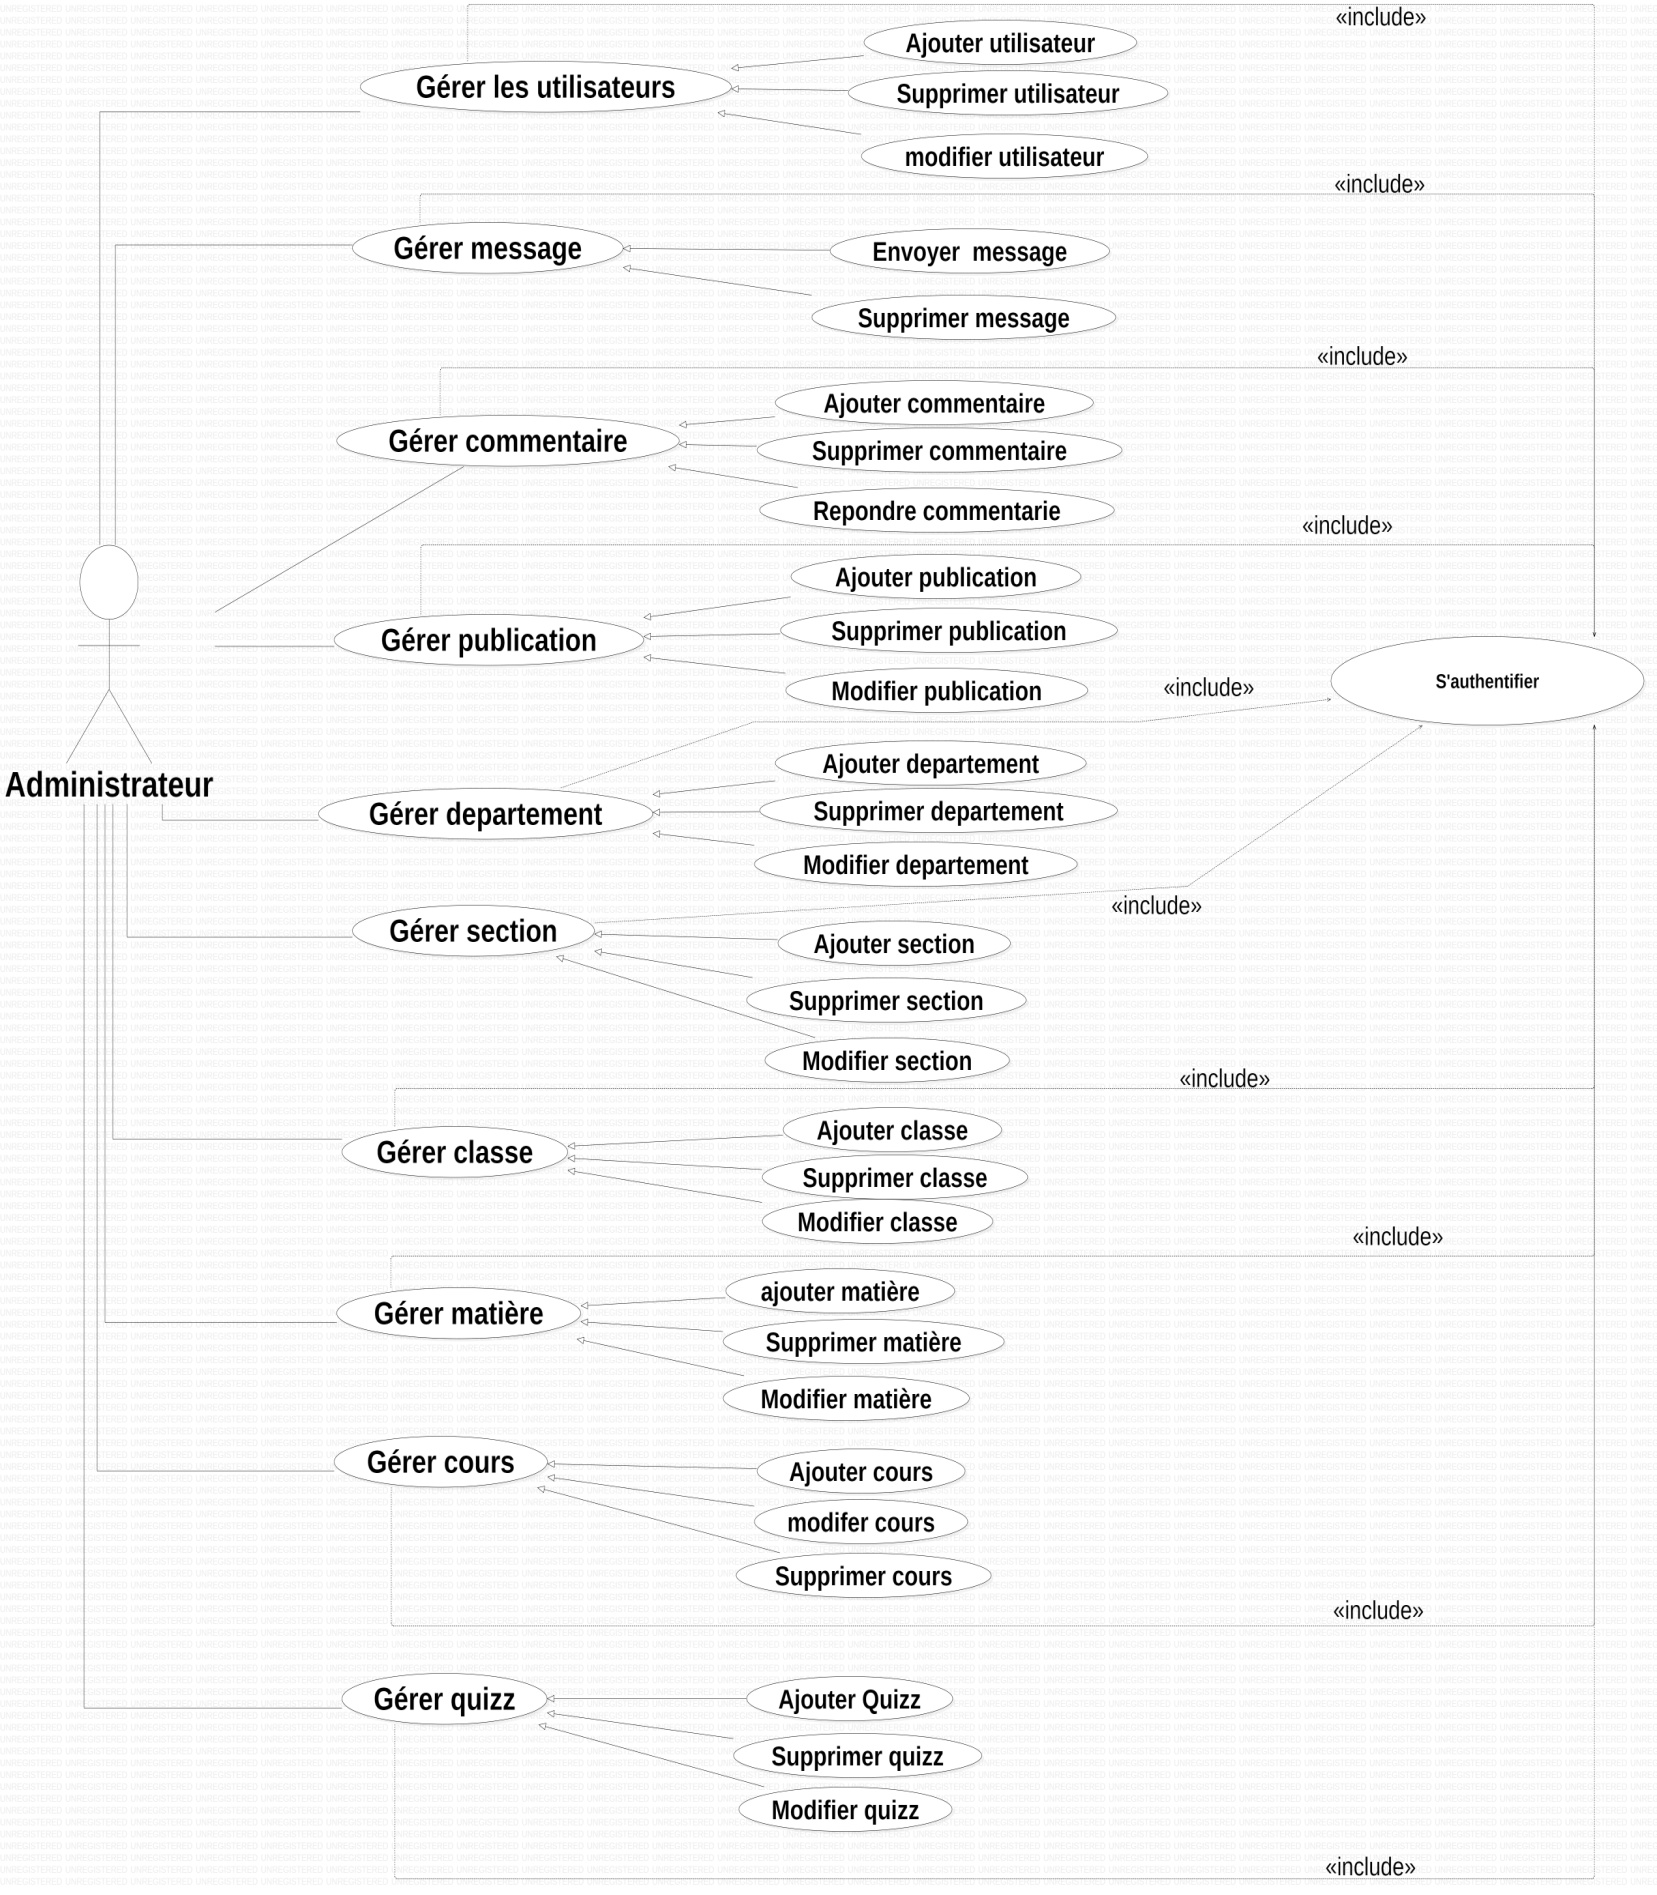 «include»
Ajouter utilisateur
Gérer les utilisateurs
Supprimer utilisateur
modifier utilisateur
«include»
Gérer message
Envoyer  message
Supprimer message
«include»
Ajouter commentaire
Gérer commentaire
Supprimer commentaire
Repondre commentarie
«include»
Ajouter publication
Gérer publication
Supprimer publication
Modifier publication
«include»
S'authentifier
Administrateur
Ajouter departement
Gérer departement
Supprimer departement
Modifier departement
«include»
Gérer section
Ajouter section
Supprimer section
Modifier section
«include»
Ajouter classe
Gérer classe
Supprimer classe
Modifier classe
«include»
ajouter matière
Gérer matière
Supprimer matière
Modifier matière
Gérer cours
Ajouter cours
modifer cours
Supprimer cours
«include»
Gérer quizz
Ajouter Quizz
Supprimer quizz
Modifier quizz
«include»